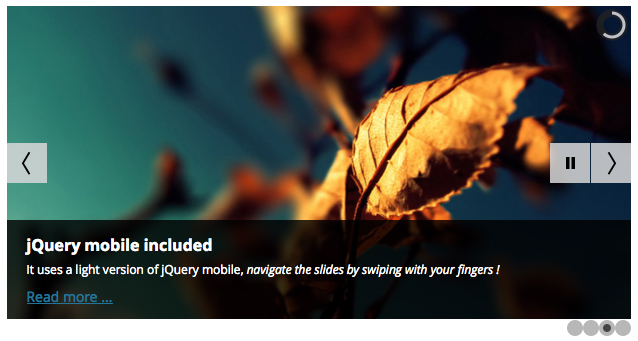 jQuery mobile included
It uses a light version of jQuery mobile, navigate the slides by swiping with your fingers !
Read more ...